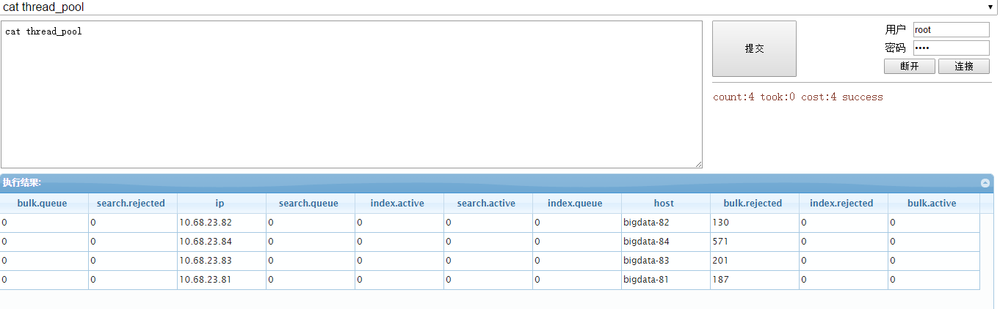 cat thread_pool
cat thread_pool
提交
用户 root
密码 ••••
断开 连接
count:4 took:0 cost:4 success
执行结果:
bulk.queue search.rejected ip search.queue index.active search.active index.queue host bulk.rejected index.rejected bulk.active
0 0 10.68.23.82 0 0 0 0 bigdata-82 130 0 0
0 0 10.68.23.84 0 0 0 0 bigdata-84 571 0 0
0 0 10.68.23.83 0 0 0 0 bigdata-83 201 0 0
0 0 10.68.23.81 0 0 0 0 bigdata-81 187 0 0